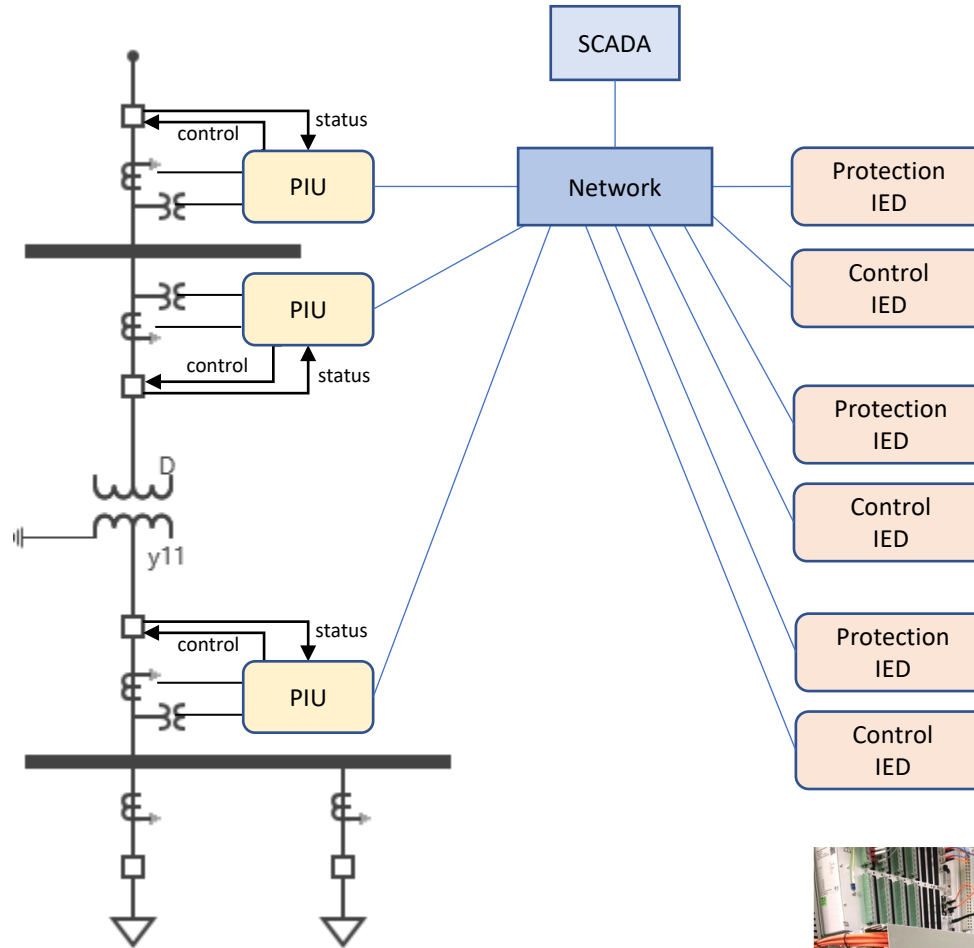 SCADA
status
control
PIU
Network
Protection
IED
Control
IED
PIU
control
status
Protection
IED
D
Control
IED
y11
status
control
PIU
Protection
IED
Control
IED